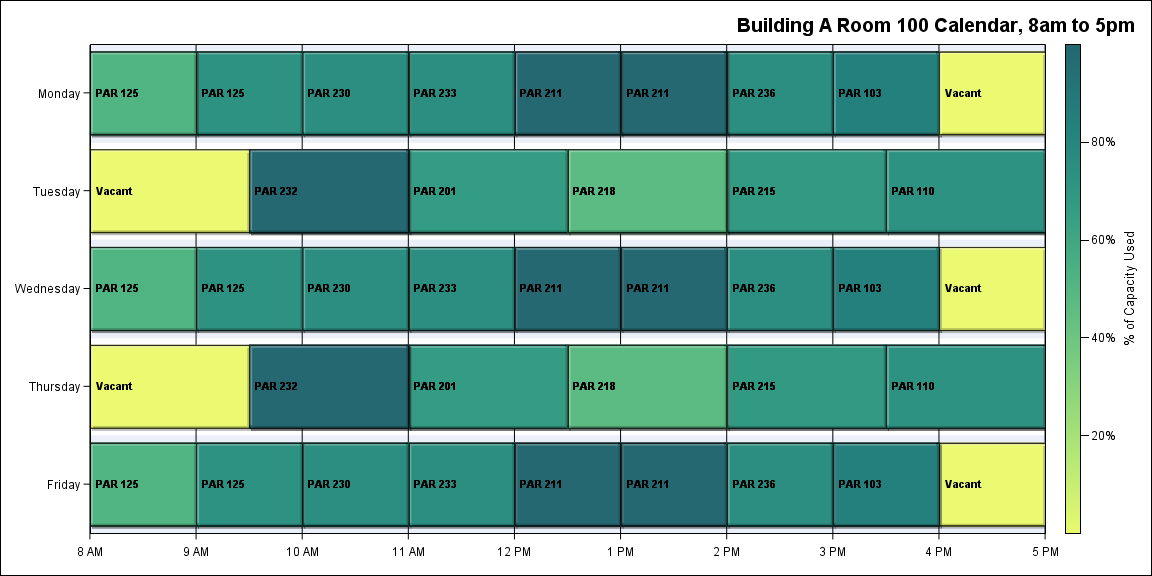 Building A Room 100 Calendar, 8am to 5pm
Monday
PAR 125
PAR 125
PAR 230
PAR 233
PAR 211
PAR 211
PAR 236
PAR 103
Vacant
Tuesday
Vacant
PAR 232
PAR 201
PAR 218
PAR 215
PAR 110
Wednesday
PAR 125
PAR 125
PAR 230
PAR 233
PAR 211
PAR 211
PAR 236
PAR 103
Vacant
Thursday
Vacant
PAR 232
PAR 201
PAR 218
PAR 215
PAR 110
Friday
PAR 125
PAR 125
PAR 230
PAR 233
PAR 211
PAR 211
PAR 236
PAR 103
Vacant
8 AM
9 AM
10 AM
11 AM
12 PM
1 PM
2 PM
3 PM
4 PM
5 PM
80%
60%
40%
20%
% of Capacity Used